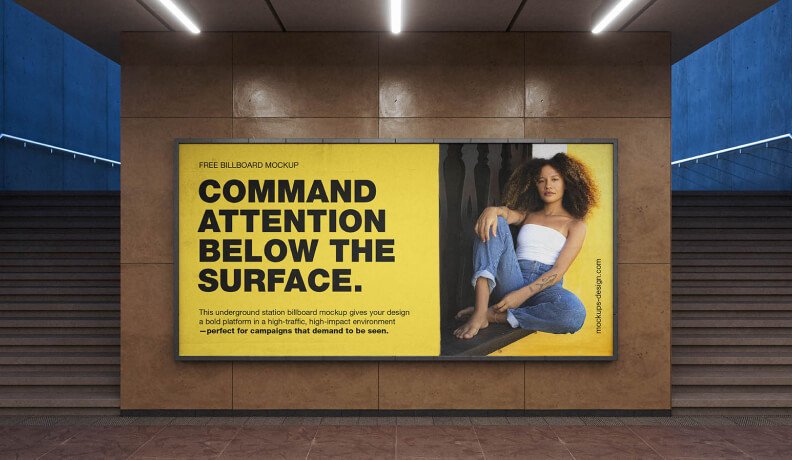 FREE BILLBOARD MOCKUP
COMMAND
ATTENTION
BELOW THE
SURFACE.
This underground station billboard mockup gives your design
a bold platform in a high-traffic, high-impact environment
—perfect for campaigns that demand to be seen.
mockups-design.com